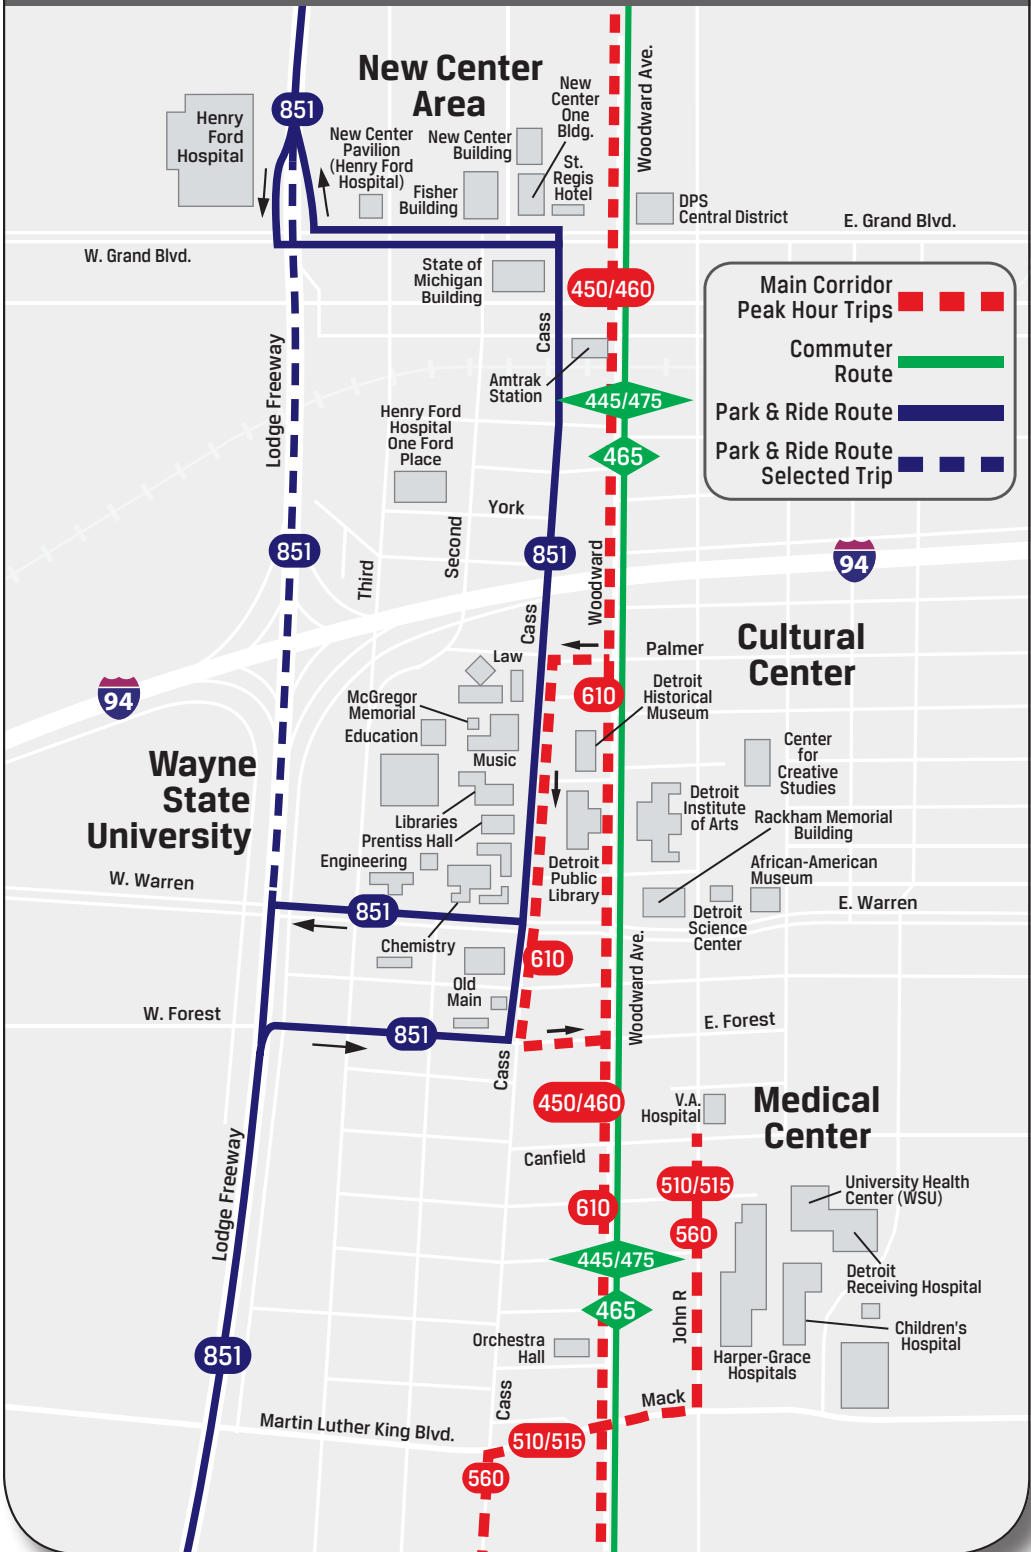 New Center
Area
Woodward Ave.
851
Henry
Ford
Hospital
New Center
Pavilion
(Henry Ford
Hospital)
New Center
Building
New
Center
One
Bldg.
Fisher
Building
St.
Regis
Hotel
DPS
Central District
E. Grand Blvd.
W. Grand Blvd.
State of
Michigan
Building
450/460
Main Corridor
Peak Hour Trips
Commuter
Route
Park & Ride Route
Park & Ride Route
Selected Trip
Cass
Amtrak
Station
445/475
465
Lodge Freeway
Henry Ford
Hospital
One Ford
Place
York
Second
Third
851
851
Woodward
94
Cass
Cultural
Center
Palmer
Law
610
Detroit
Historical
Museum
94
McGregor
Memorial
Education
Music
Wayne
State
University
Center
for
Creative
Studies
Detroit
Institute
of Arts
Rackham Memorial
Building
Libraries
Prentiss Hall
Engineering
Detroit
Public
Library
African-American
Museum
W. Warren
E. Warren
851
Detroit
Science
Center
Chemistry
610
Old
Main
Woodward Ave.
W. Forest
E. Forest
851
Cass
450/460
V.A.
Hospital
Medical
Center
Canfield
Lodge Freeway
510/515
University Health
Center (WSU)
610
560
445/475
Detroit
Receiving Hospital
465
John R
Children's
Hospital
Orchestra
Hall
Harper-Grace
Hospitals
851
Cass
Mack
Martin Luther King Blvd.
510/515
560